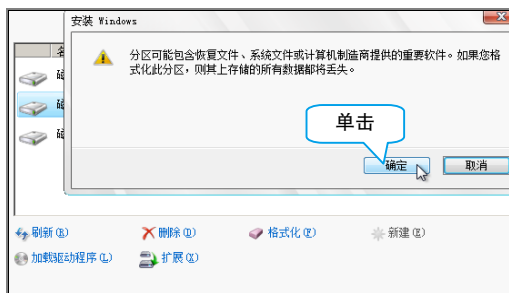 安装 Windows
分区可能包含恢复文件、系统文件或计算机制造商提供的重要软件。如果您格
式化此分区，则其上存储的所有数据都将丢失。
单击
确定
取消
刷新(R)
删除(D)
格式化(F)
新建(E)
加载驱动程序(L)
扩展(X)